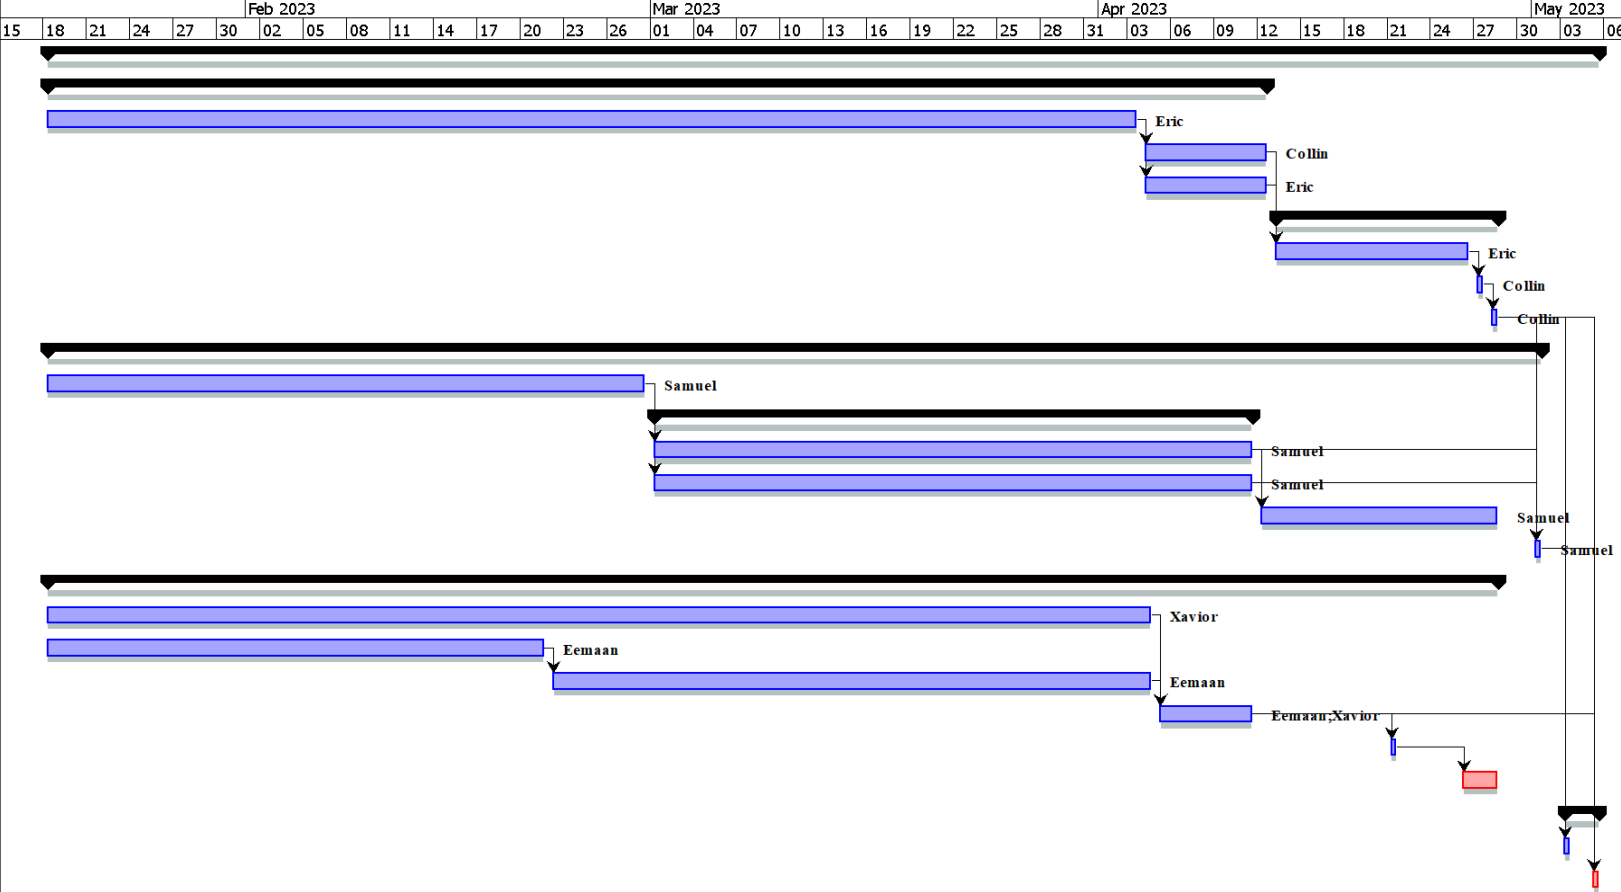 Feb 2023 Mar 2023 Apr 2023 May 2023
15 18 21 24 27 30 02 05 08 11 14 17 20 23 26 01 04 07 10 13 16 19 22 25 28 31 03 06 09 12 15 18 21 24 27 30 03 06
Eric
Collin
Eric
Eric
Collin
Collin
Samuel
Samuel
Samuel
Samuel
Samuel
Xavior
Eemaan
Eemaan
Eemaan;Xavior